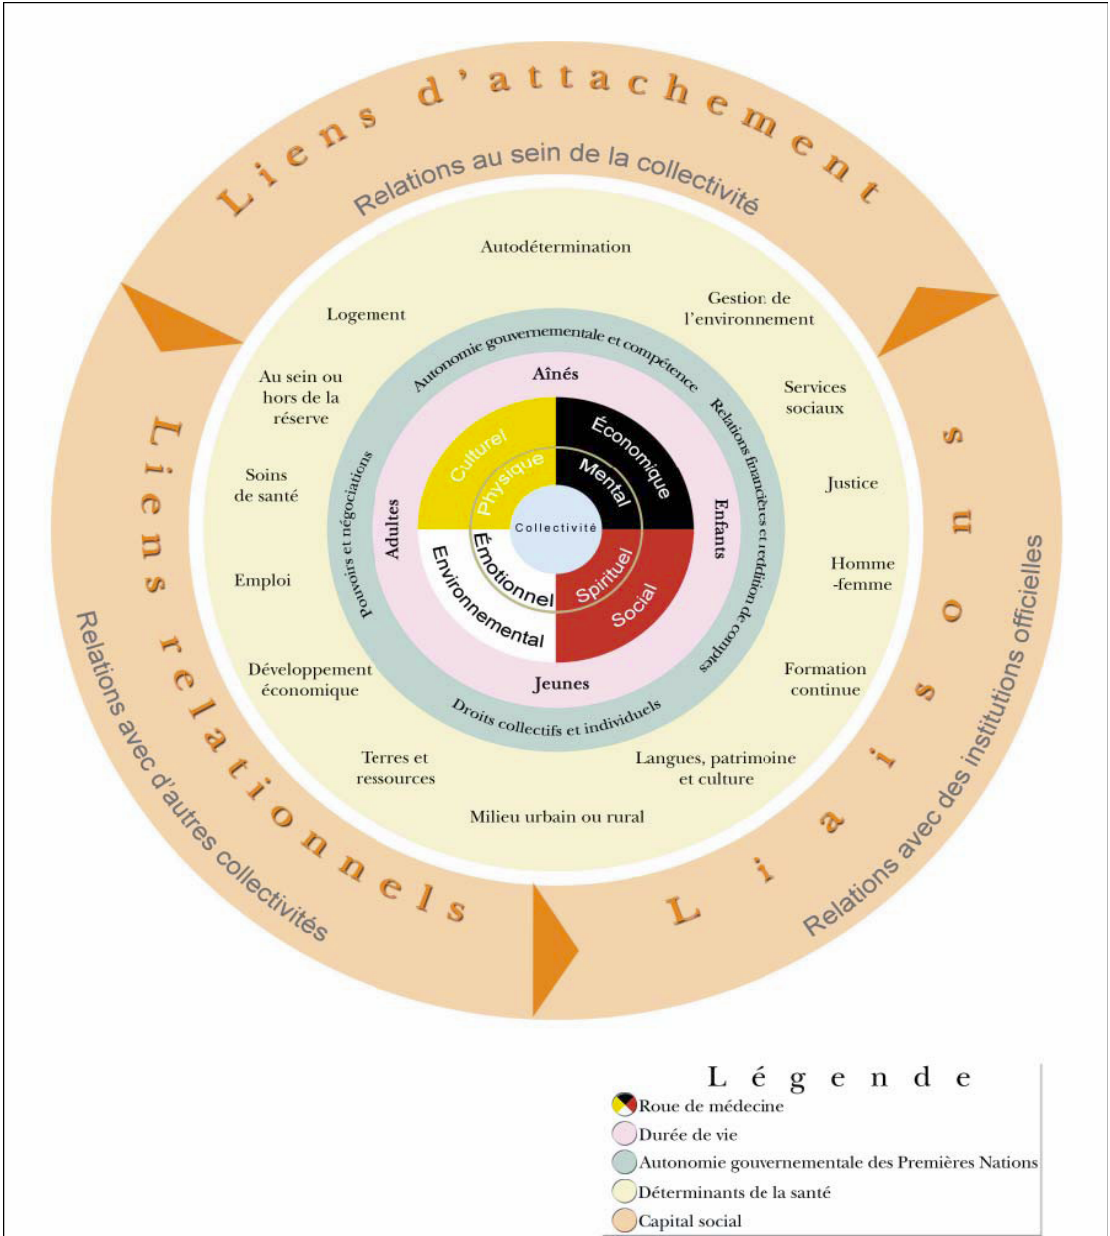 Liens d'attachement
Relations au sein de la collectivité
Autodétermination
Logement
Gestion de
l'environnement
Autonomie gouvernementale et compétence
Au sein ou
hors de la
réserve
Aînés
Services
sociaux
Relations financières et reddition de comptes
Culturel
Économique
Physique
Mental
Liens relationnels
Relations avec d'autres collectivités
Liaisons
Relations avec des institutions officielles
Soins
de santé
Pouvoirs et négociations
Adultes
Collectivité
Enfants
Justice
Emploi
Émotionnel
Spirituel
Environnemental
Social
Homme
-femme
Développement
économique
Jeunes
Formation
continue
Droits collectifs et individuels
Terres et
ressources
Langues, patrimoine
et culture
Milieu urbain ou rural
Légende
Roue de médecine
Durée de vie
Autonomie gouvernementale des Premières Nations
Déterminants de la santé
Capital social